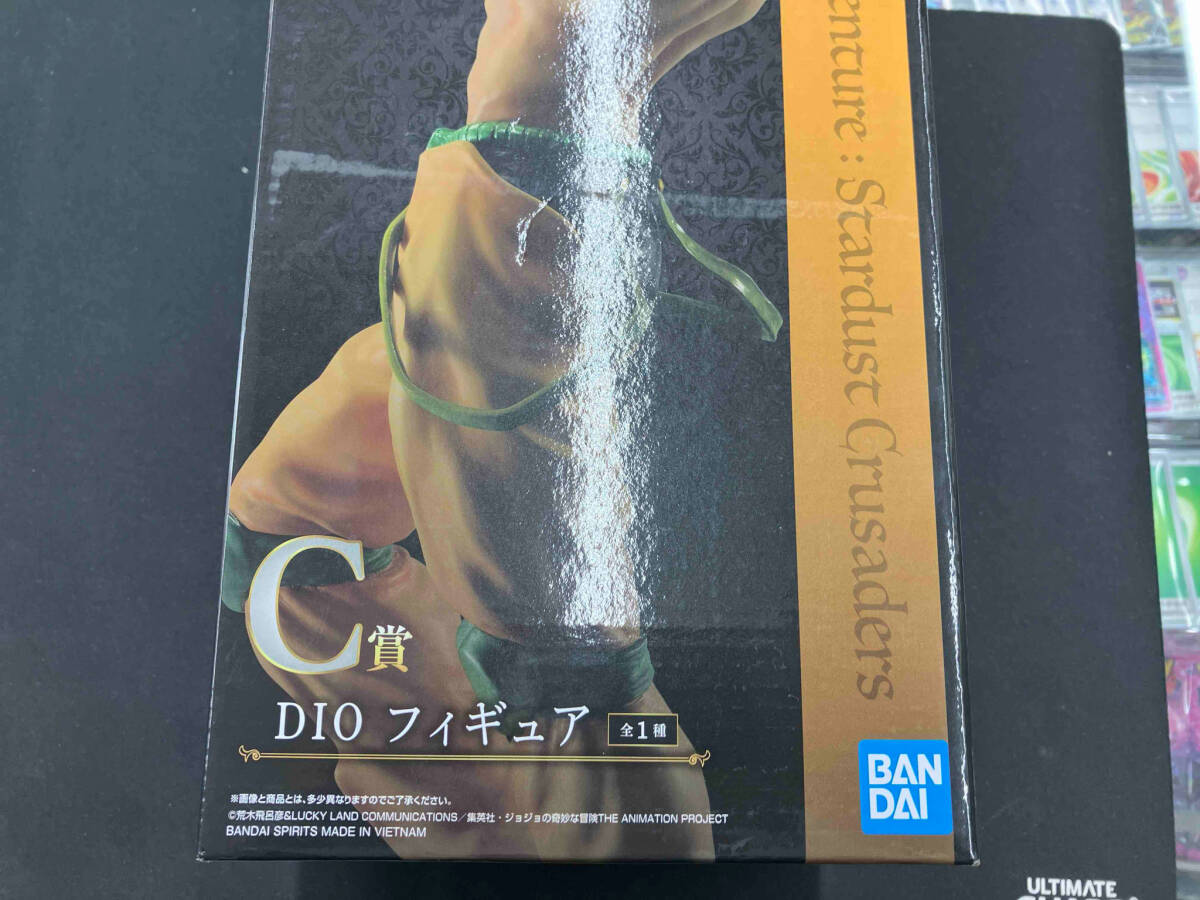 enture : Stardust Crusaders
C賞
DIO フィギュア 全1種
BAN
DAI
※画像と商品とは、多少異なりますのでご了承ください。
©荒木飛呂彦&LUCKY LAND COMMUNICATIONS／集英社・ジョジョの奇妙な冒険THE ANIMATION PROJECT
BANDAI SPIRITS MADE IN VIETNAM
ULTIMATE